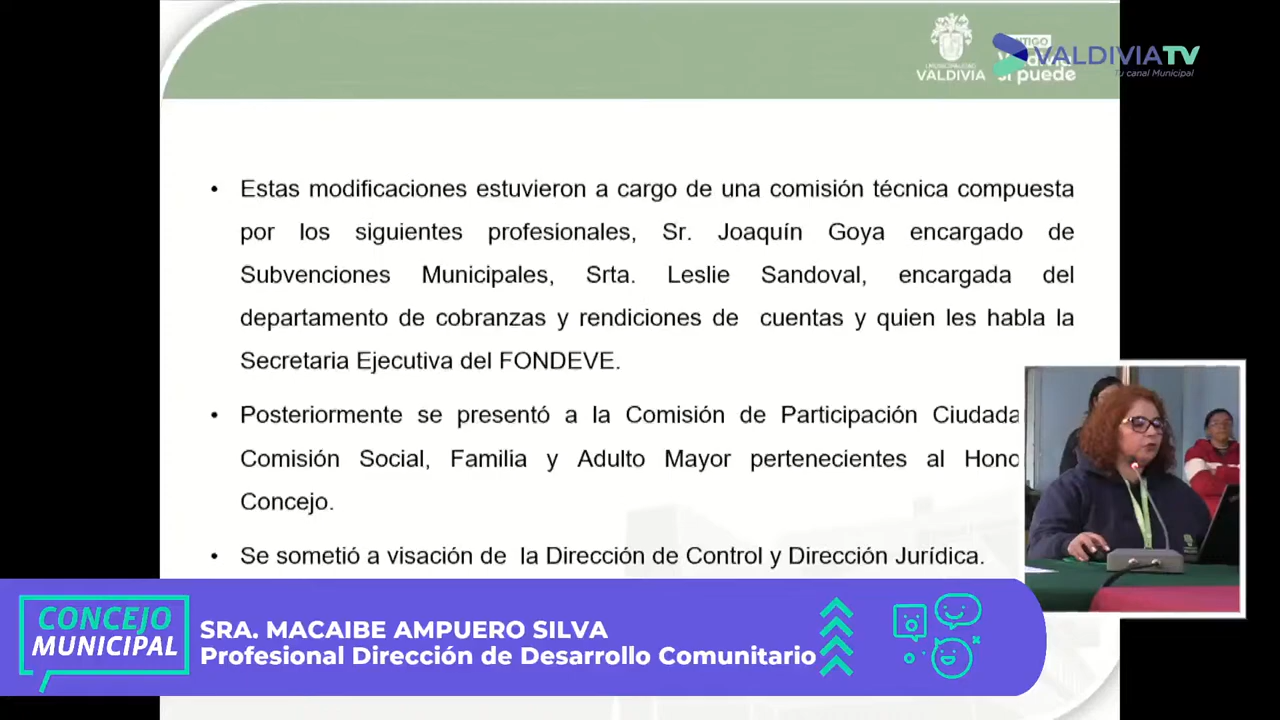 I. MUNICIPALIDAD
VALDIVIA
sí puede
VALDIVIATV
Tu canal Municipal
• Estas modificaciones estuvieron a cargo de una comisión técnica compuesta
por los siguientes profesionales, Sr. Joaquín Goya encargado de
Subvenciones Municipales, Srta. Leslie Sandoval, encargada del
departamento de cobranzas y rendiciones de cuentas y quien les habla la
Secretaria Ejecutiva del FONDEVE.
• Posteriormente se presentó a la Comisión de Participación Ciudada
Comisión Social, Familia y Adulto Mayor pertenecientes al Hono
Concejo.
• Se sometió a visación de la Dirección de Control y Dirección Jurídica.
CONCEJO
MUNICIPAL
SRA. MACAIBE AMPUERO SILVA
Profesional Dirección de Desarrollo Comunitario